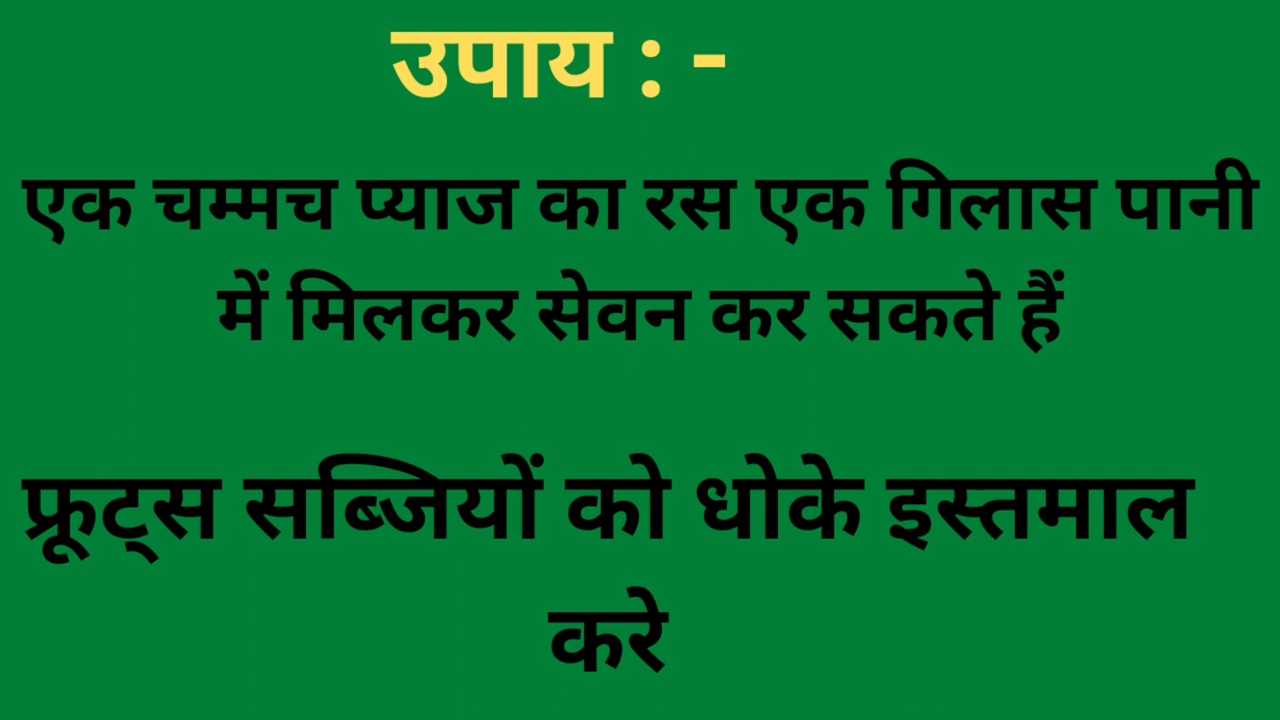 उपाय : -
एक चम्मच प्याज का रस एक गिलास पानी
में मिलकर सेवन कर सकते हैं
फ्रूट्स सब्जियों को धोके इस्तमाल
करे